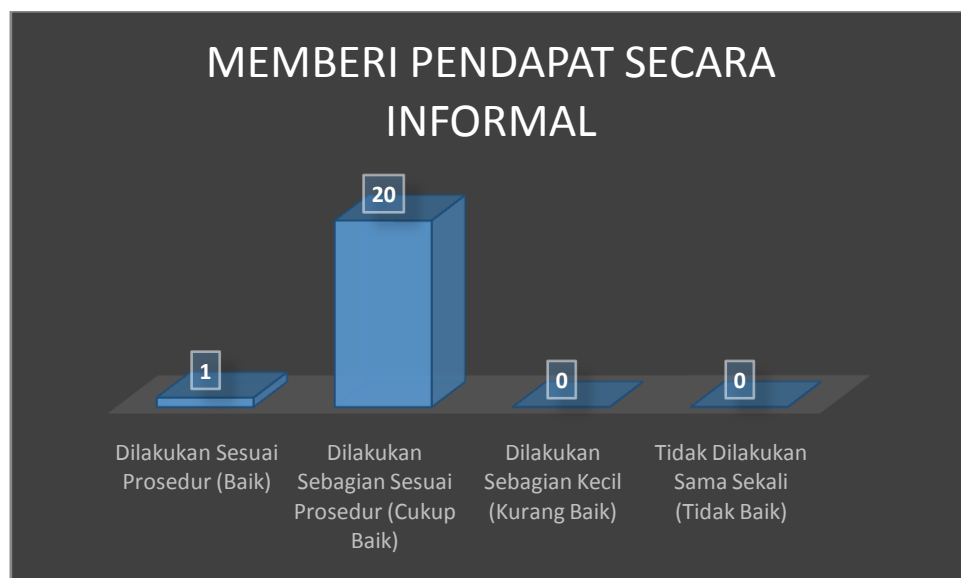 MEMBERI PENDAPAT SECARA
INFORMAL
20
1
0
0
Dilakukan Sesuai
Prosedur (Baik)
Dilakukan
Sebagian Sesuai
Prosedur (Cukup
Baik)
Dilakukan
Sebagian Kecil
(Kurang Baik)
Tidak Dilakukan
Sama Sekali
(Tidak Baik)